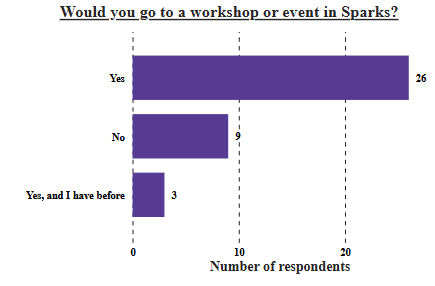 Would you go to a workshop or event in Sparks?
Yes 26
No 9
Yes, and I have before 3
0 10 20
Number of respondents